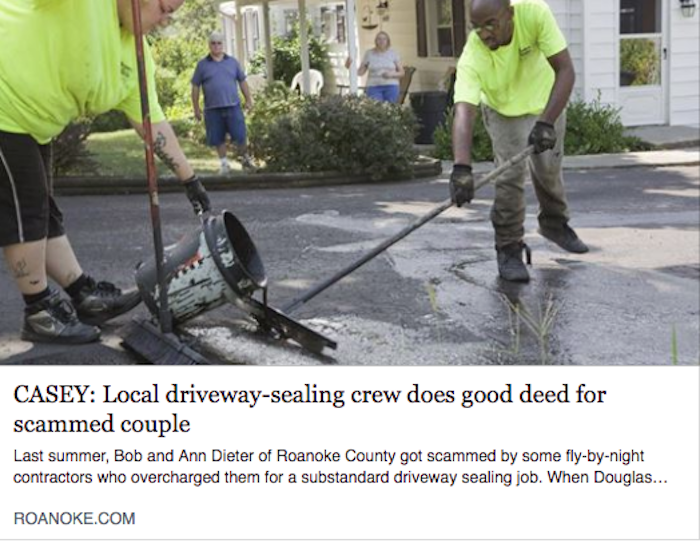 CASEY: Local driveway-sealing crew does good deed for
scammed couple
Last summer, Bob and Ann Dieter of Roanoke County got scammed by some fly-by-night
contractors who overcharged them for a substandard driveway sealing job. When Douglas...
ROANOKE.COM